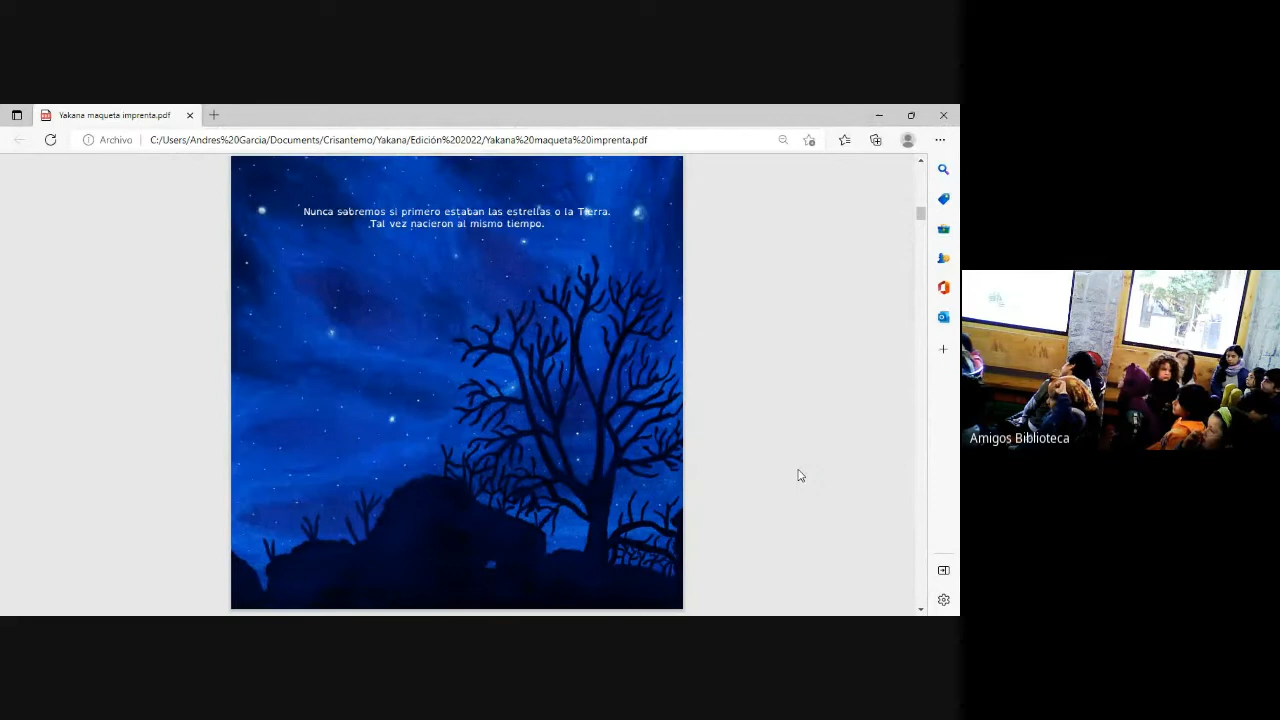 Yakana maqueta imprenta.pdf
Archivo
C:/Users/Andres%20Garcia/Documents/Crisantemo/Yakana/Edición%202022/Yakana%20maqueta%20imprenta.pdf
Nunca sabremos si primero estaban las estrellas o la Tierra.
Tal vez nacieron al mismo tiempo.
Amigos Biblioteca